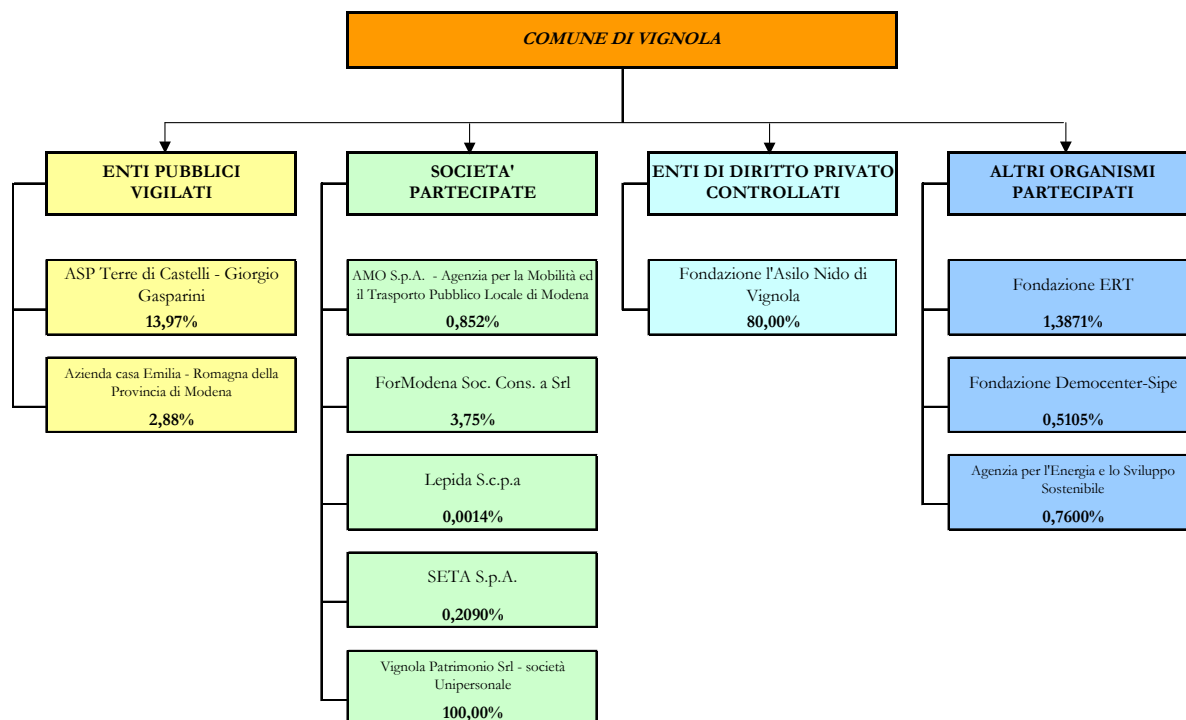 COMUNE DI VIGNOLA
ENTI PUBBLICI
VIGILATI
ASP Terre di Castelli - Giorgio
Gasparini
13,97%
Azienda casa Emilia - Romagna della
Provincia di Modena
2,88%
SOCIETA'
PARTECIPATE
AMO S.p.A. - Agenzia per la Mobilità ed
il Trasporto Pubblico Locale di Modena
0,852%
ForModena Soc. Cons. a Srl
3,75%
Lepida S.c.p.a
0,0014%
SETA S.p.A.
0,2090%
Vignola Patrimonio Srl - società
Unipersonale
100,00%
ENTI DI DIRITTO PRIVATO
CONTROLLATI
Fondazione l'Asilo Nido di
Vignola
80,00%
ALTRI ORGANISMI
PARTECIPATI
Fondazione ERT
1,3871%
Fondazione Democenter-Sipe
0,5105%
Agenzia per l'Energia e lo Sviluppo
Sostenibile
0,7600%